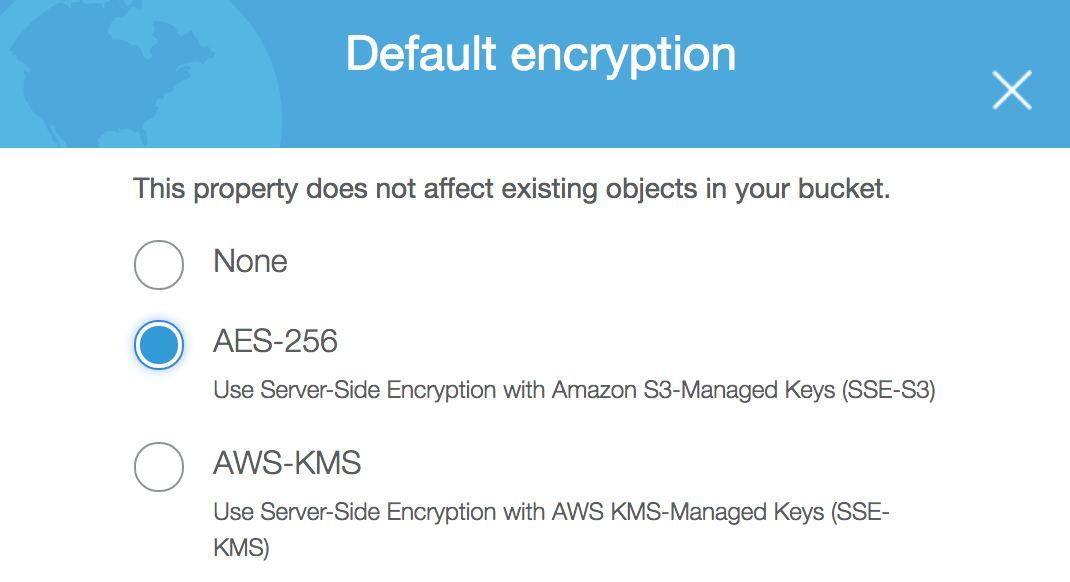 Default encryption
This property does not affect existing objects in your bucket.
None
AES-256
Use Server-Side Encryption with Amazon S3-Managed Keys (SSE-S3)
AWS-KMS
Use Server-Side Encryption with AWS KMS-Managed Keys (SSE-
KMS)